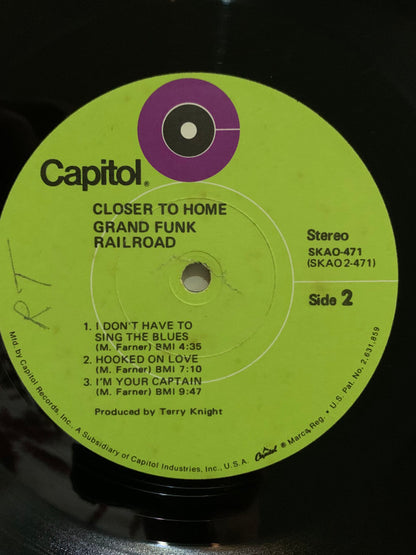 Capitol®
CLOSER TO HOME
GRAND FUNK
RAILROAD
Stereo
SKAO-471
(SKAO 2-471)
Side 2
RT
1. I DON'T HAVE TO
SING THE BLUES
(M. Farner) BMI 4:35
2. HOOKED ON LOVE
(M. Farner) BMI 7:10
3. I'M YOUR CAPTAIN
(M. Farner) BMI 9:47
Produced by Terry Knight
Mfd. by Capitol Records, Inc., A Subsidiary of Capitol Industries, Inc., U.S.A. Capitol ® Marca Reg. • U.S. Pat. No. 2,631,859